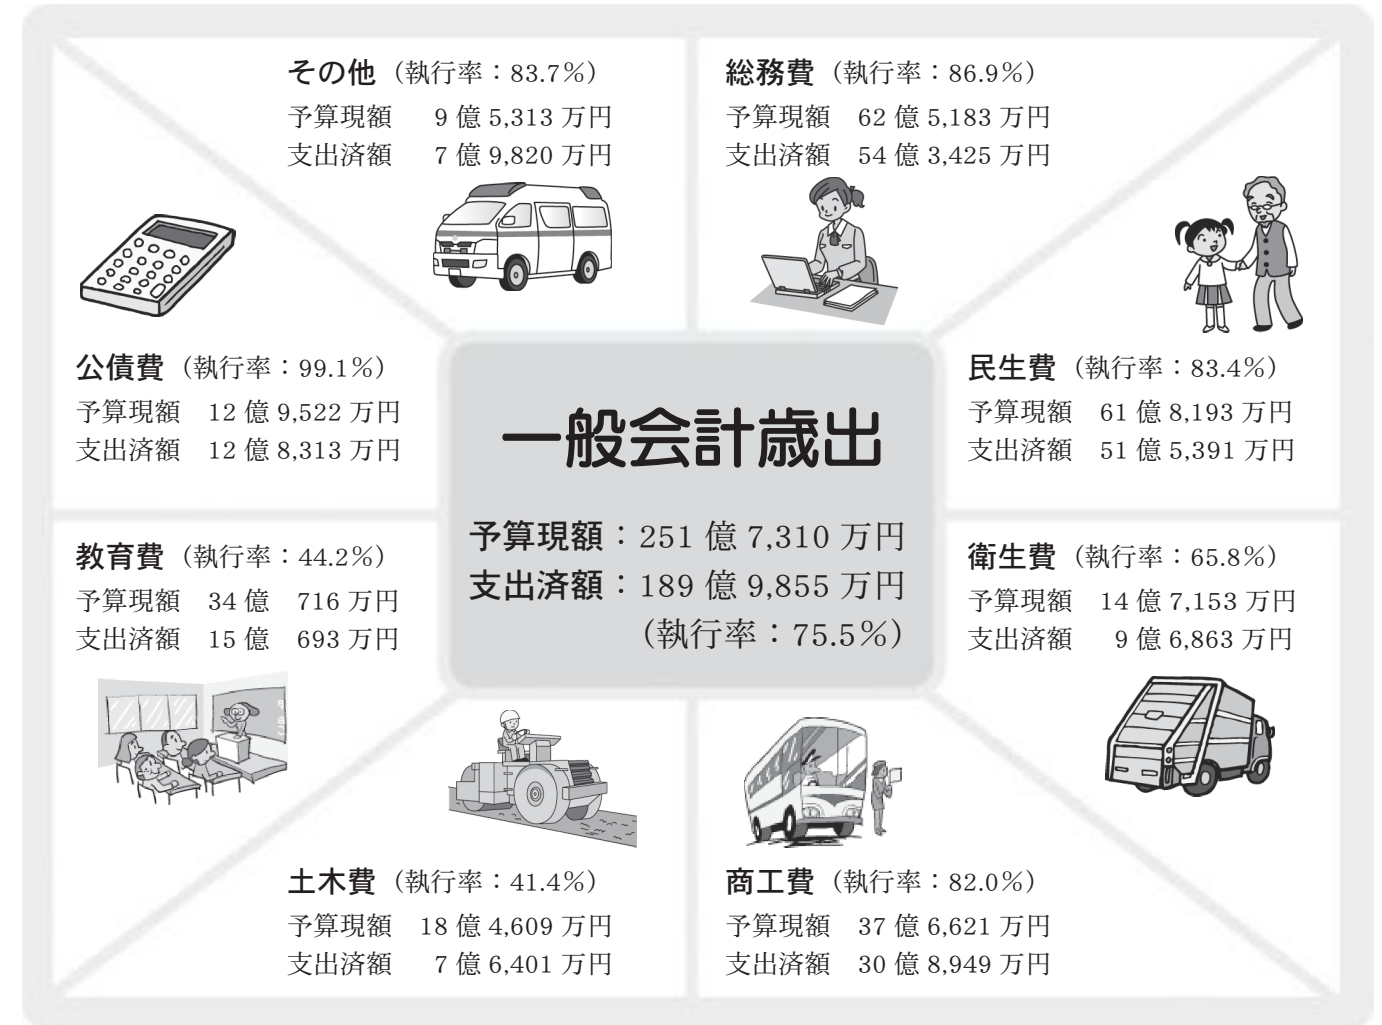 その他（執行率：83.7％）
予算現額　9 億 5,313 万円
支出済額　7 億 9,820 万円
総務費（執行率：86.9％）
予算現額　62 億 5,183 万円
支出済額　54 億 3,425 万円
公債費（執行率：99.1％）
予算現額　12 億 9,522 万円
支出済額　12 億 8,313 万円
民生費（執行率：83.4％）
予算現額　61 億 8,193 万円
支出済額　51 億 5,391 万円
一般会計歳出
予算現額：251 億 7,310 万円
支出済額：189 億 9,855 万円
（執行率：75.5％）
教育費（執行率：44.2％）
予算現額　34 億　716 万円
支出済額　15 億　693 万円
衛生費（執行率：65.8％）
予算現額　14 億 7,153 万円
支出済額　9 億 6,863 万円
土木費（執行率：41.4％）
予算現額　18 億 4,609 万円
支出済額　7 億 6,401 万円
商工費（執行率：82.0％）
予算現額　37 億 6,621 万円
支出済額　30 億 8,949 万円